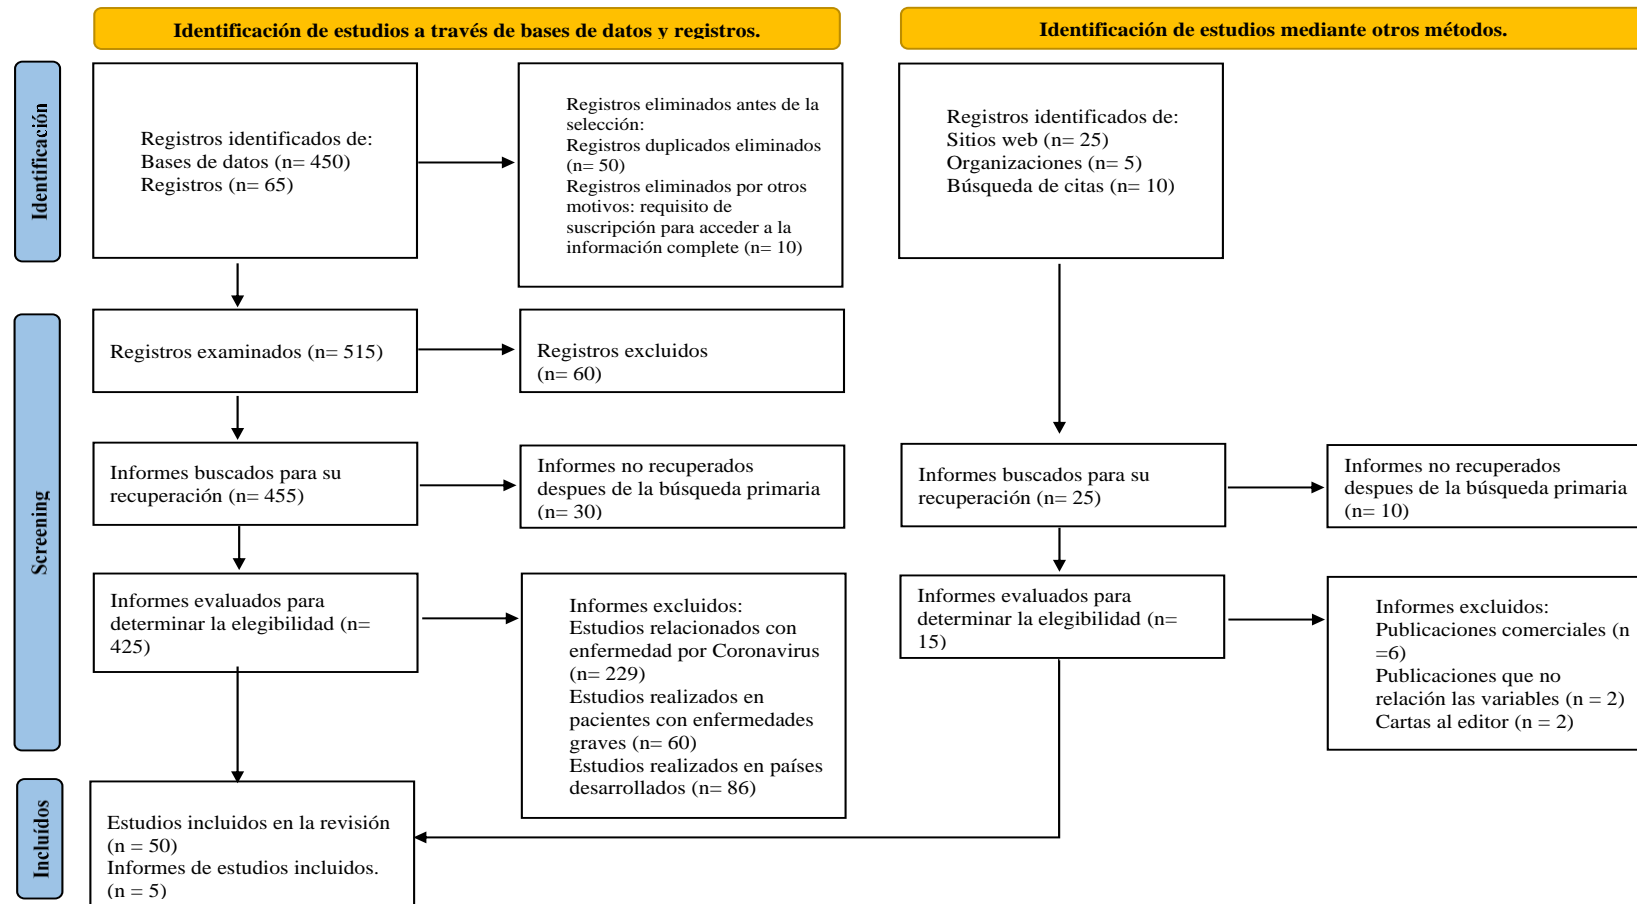 Identificación de estudios a través de bases de datos y registros.
Identificación de estudios mediante otros métodos.
Identificación
Registros identificados de:
Bases de datos (n= 450)
Registros (n= 65)
Registros eliminados antes de la
selección:
Registros duplicados eliminados
(n= 50)
Registros eliminados por otros
motivos: requisito de
suscripción para acceder a la
información complete (n= 10)
Registros identificados de:
Sitios web (n= 25)
Organizaciones (n= 5)
Búsqueda de citas (n= 10)
Screening
Registros examinados (n= 515)
Registros excluidos
(n= 60)
Informes buscados para su
recuperación (n= 455)
Informes no recuperados
despues de la búsqueda primaria
(n= 30)
Informes buscados para su
recuperación (n= 25)
Informes no recuperados
despues de la búsqueda primaria
(n= 10)
Informes evaluados para
determinar la elegibilidad (n=
425)
Informes excluidos:
Estudios relacionados con
enfermedad por Coronavirus
(n= 229)
Estudios realizados en
pacientes con enfermedades
graves (n= 60)
Estudios realizados en países
desarrollados (n= 86)
Informes evaluados para
determinar la elegibilidad (n=
15)
Informes excluidos:
Publicaciones comerciales (n
=6)
Publicaciones que no
relación las variables (n = 2)
Cartas al editor (n = 2)
Incluídos
Estudios incluidos en la revisión
(n = 50)
Informes de estudios incluidos.
(n = 5)